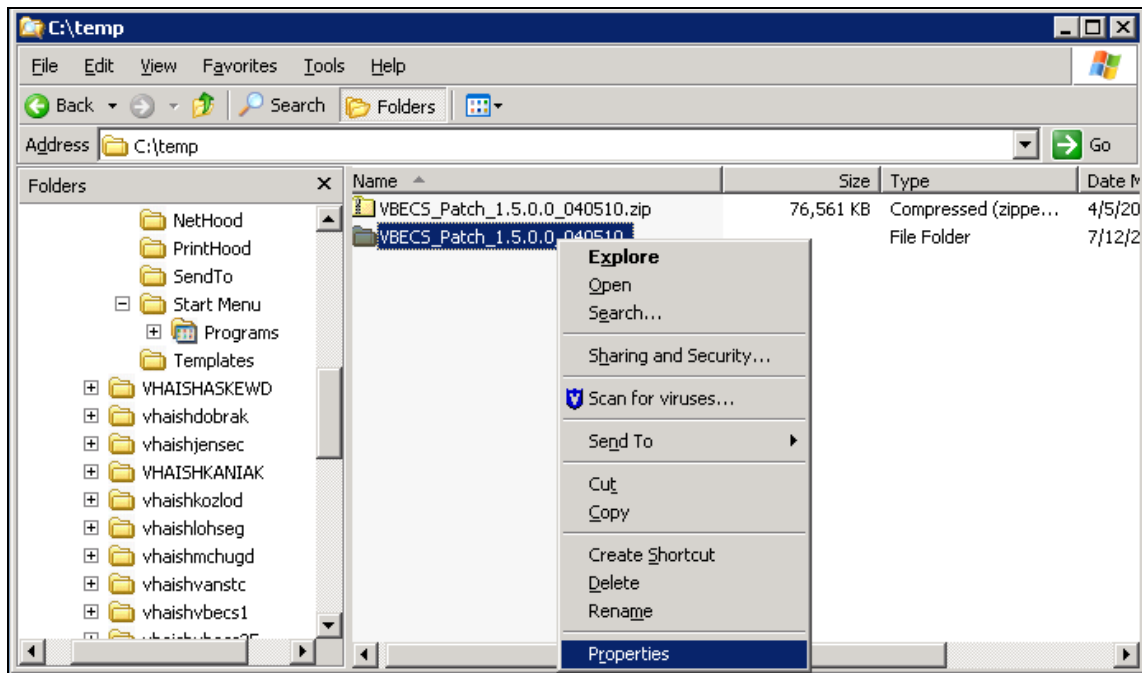 C:\temp
File Edit View Favorites Tools Help
Back Search Folders
Address C:\temp Go
Folders x
Name Size Type Date M
VBECS_Patch_1.5.0.0_040510.zip 76,561 KB Compressed (zippe... 4/5/20
VBECS_Patch_1.5.0.0_040510 File Folder 7/12/2
NetHood
PrintHood
SendTo
Start Menu
Programs
Templates
VHAISHASKEWD
vhaishdobrak
vhaishjensec
VHAISHKANIAK
vhaishkozlod
vhaishlohseg
vhaishmchugd
vhaishvanstc
vhaishvbecs1
Explore
Open
Search...
Sharing and Security...
Scan for viruses...
Send To
Cut
Copy
Create Shortcut
Delete
Rename
Properties